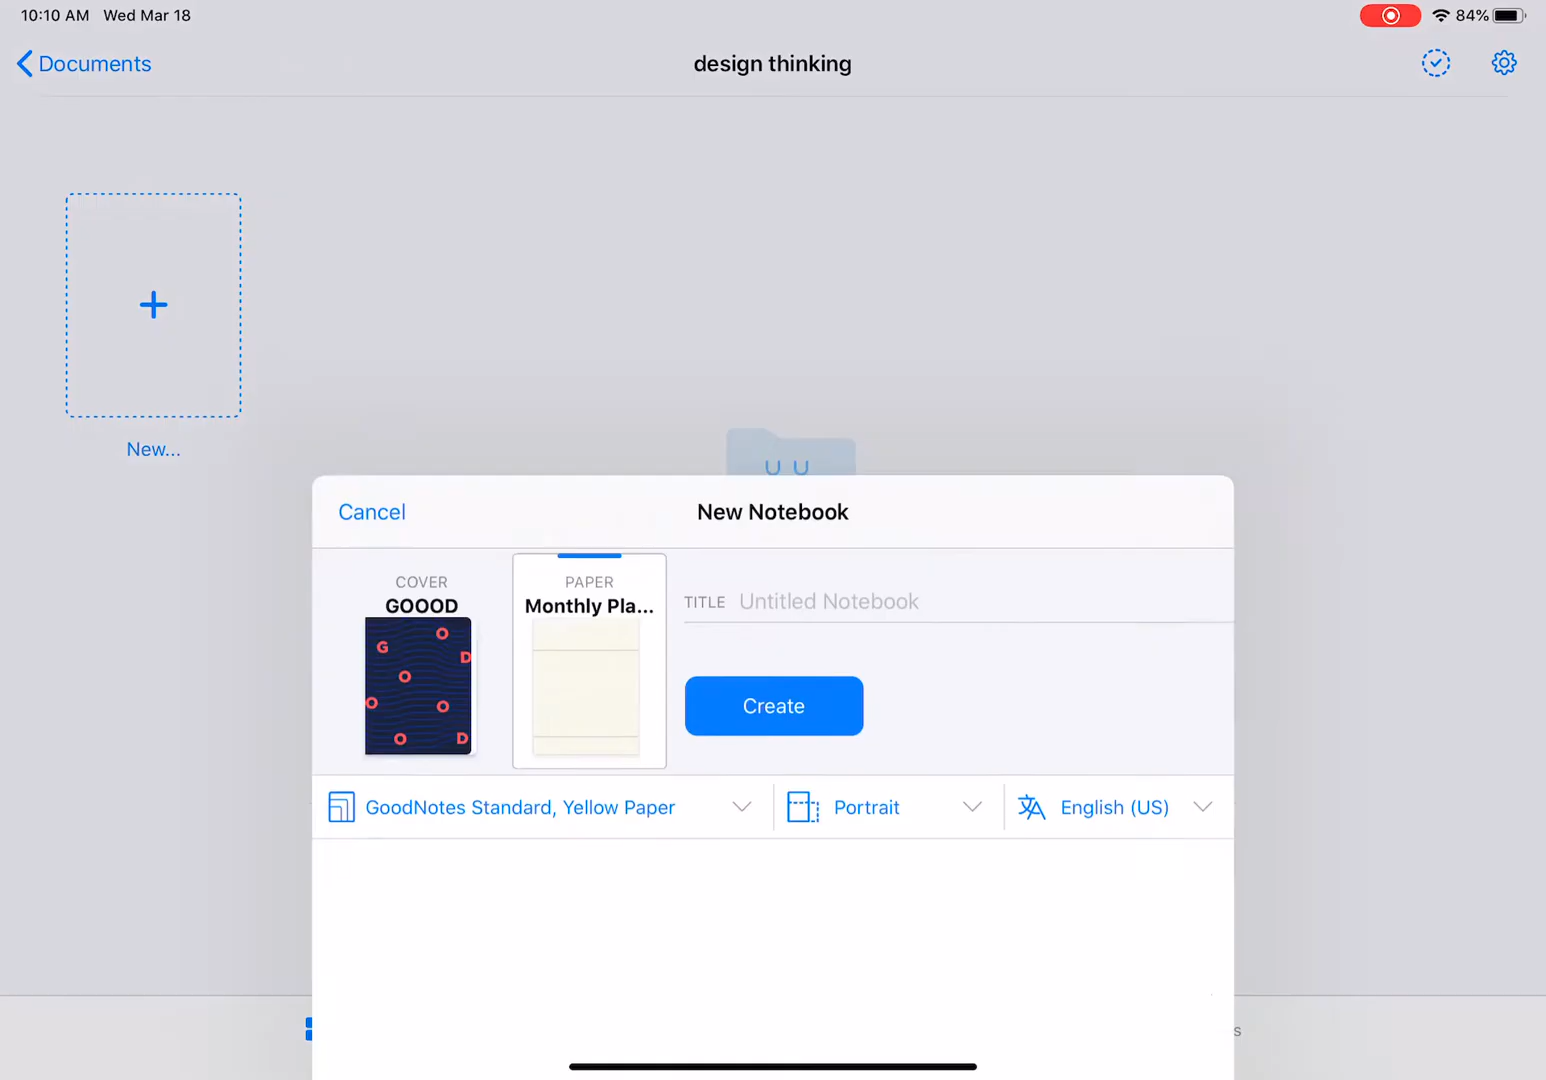 10:10 AM Wed Mar 18
84%
Documents
design thinking
New...
Cancel
New Notebook
COVER
GOOOD
PAPER
Monthly Pla...
TITLE Untitled Notebook
G O D O O O O D
Create
GoodNotes Standard, Yellow Paper
Portrait
English (US)
s